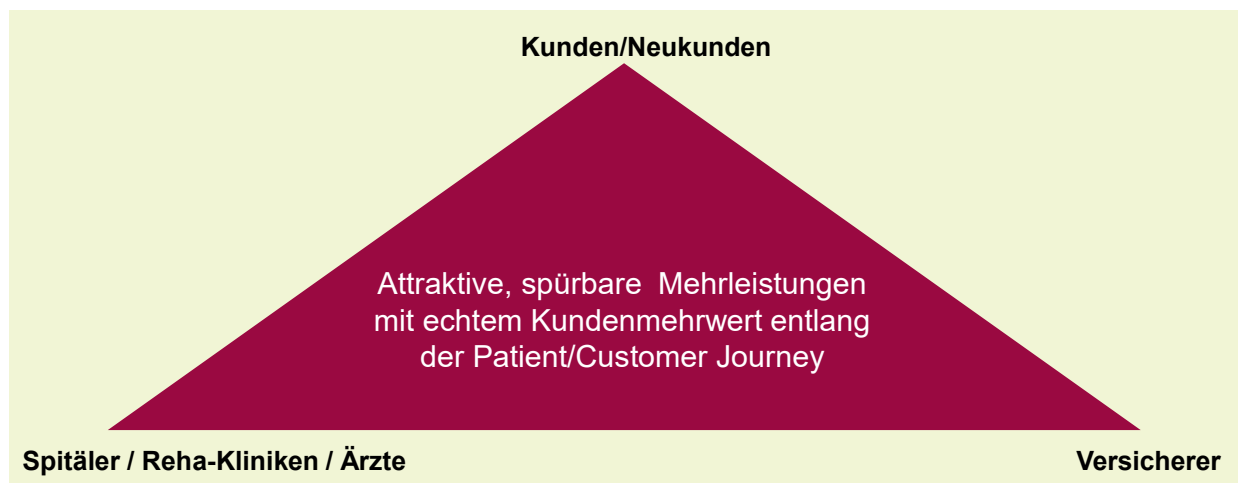 Kunden/Neukunden
Attraktive, spürbare  Mehrleistungen
mit echtem Kundenmehrwert entlang
der Patient/Customer Journey
Spitäler / Reha-Kliniken / Ärzte
Versicherer